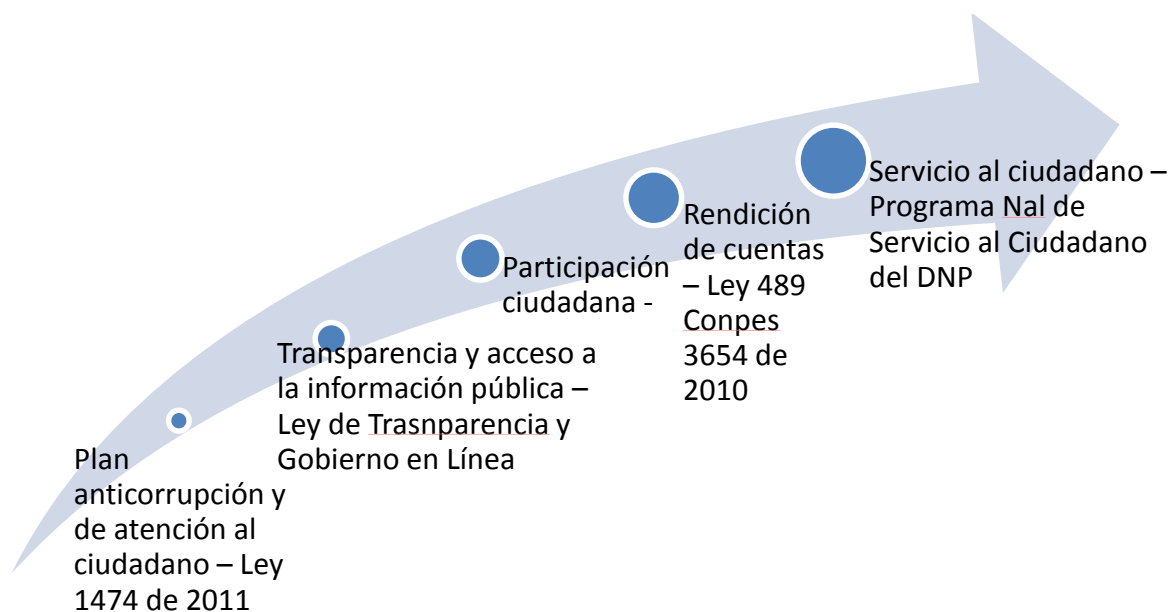 Plan
anticorrupción y
de atención al
ciudadano – Ley
1474 de 2011
Transparencia y acceso a
la información pública –
Ley de Trasnparencia y
Gobierno en Línea
Participación
ciudadana -
Rendición
de cuentas
– Ley 489
Conpes
3654 de
2010
Servicio al ciudadano –
Programa Nal de
Servicio al Ciudadano
del DNP